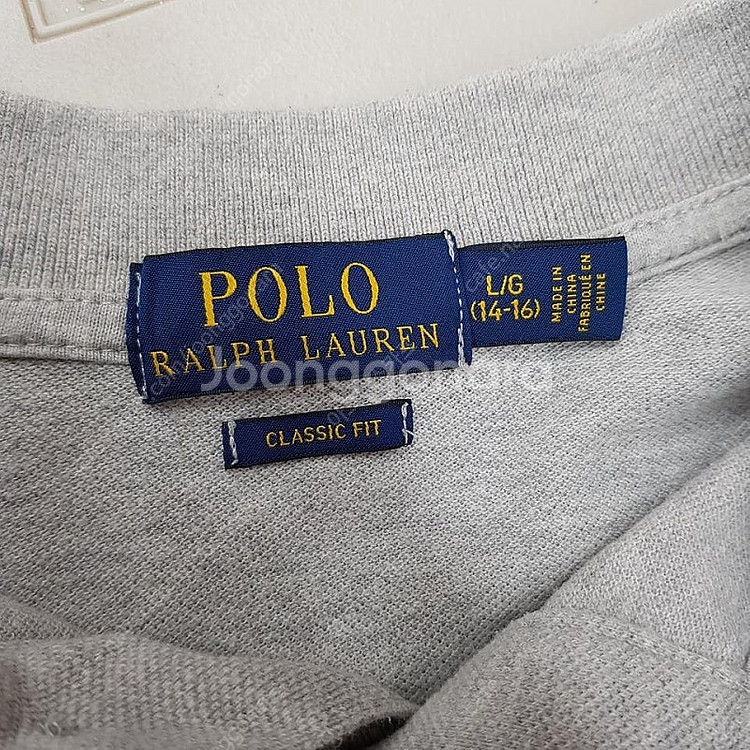 POLO
RALPH LAUREN
L/G
(14-16)
MADE IN
CHINA
FABRIQUÉ EN
CHINE
CLASSIC FIT
Joonggonara